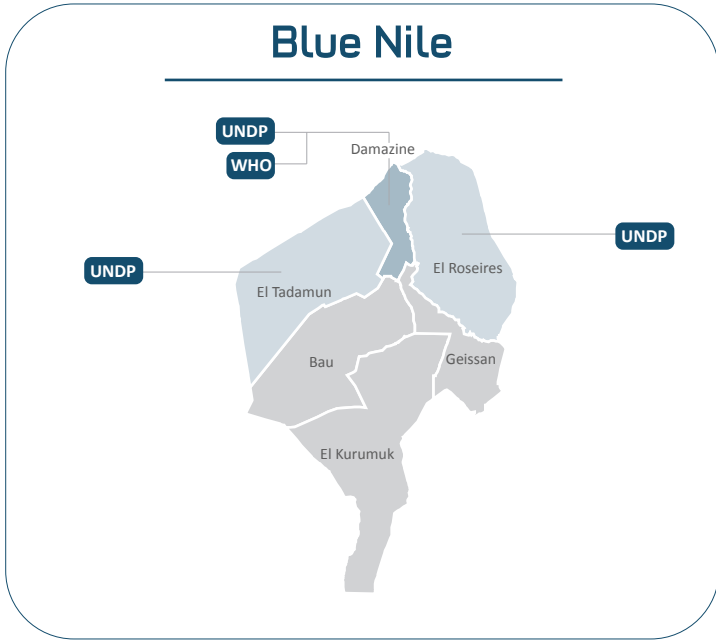 Blue Nile
UNDP
WHO
Damazine
UNDP
El Roseires
UNDP
El Tadamun
Bau
Geissan
El Kurumuk